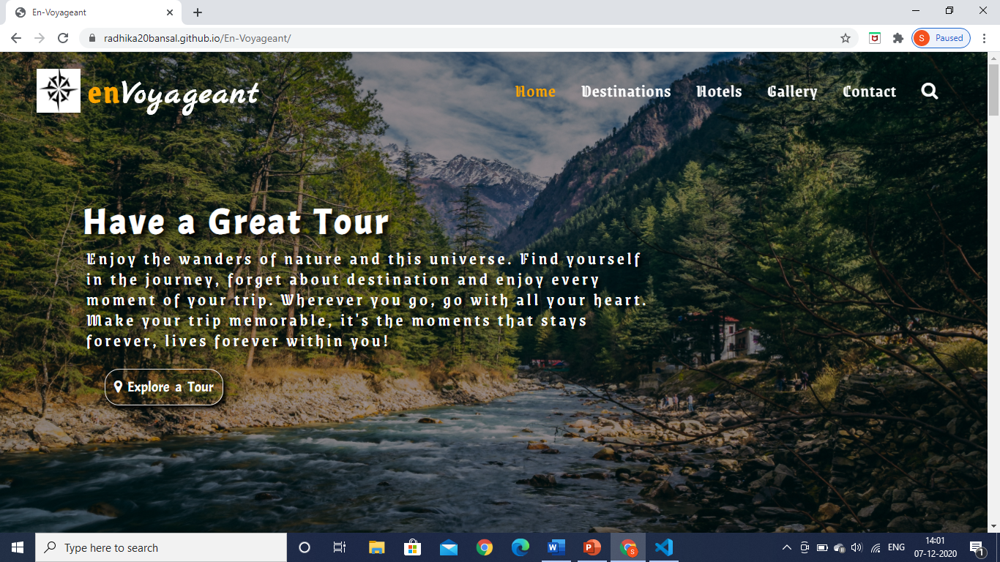 En-Voyageant
radhika20bansal.github.io/En-Voyageant/
S Paused
enVoyageant
Home Destinations Hotels Gallery Contact
Have a Great Tour
Enjoy the wanders of nature and this universe. Find yourself
in the journey, forget about destination and enjoy every
moment of your trip. Wherever you go, go with all your heart.
Make your trip memorable, it's the moments that stays
forever, lives forever within you!
Explore a Tour
Type here to search
W
P
S
ENG
14:01
07-12-2020
1